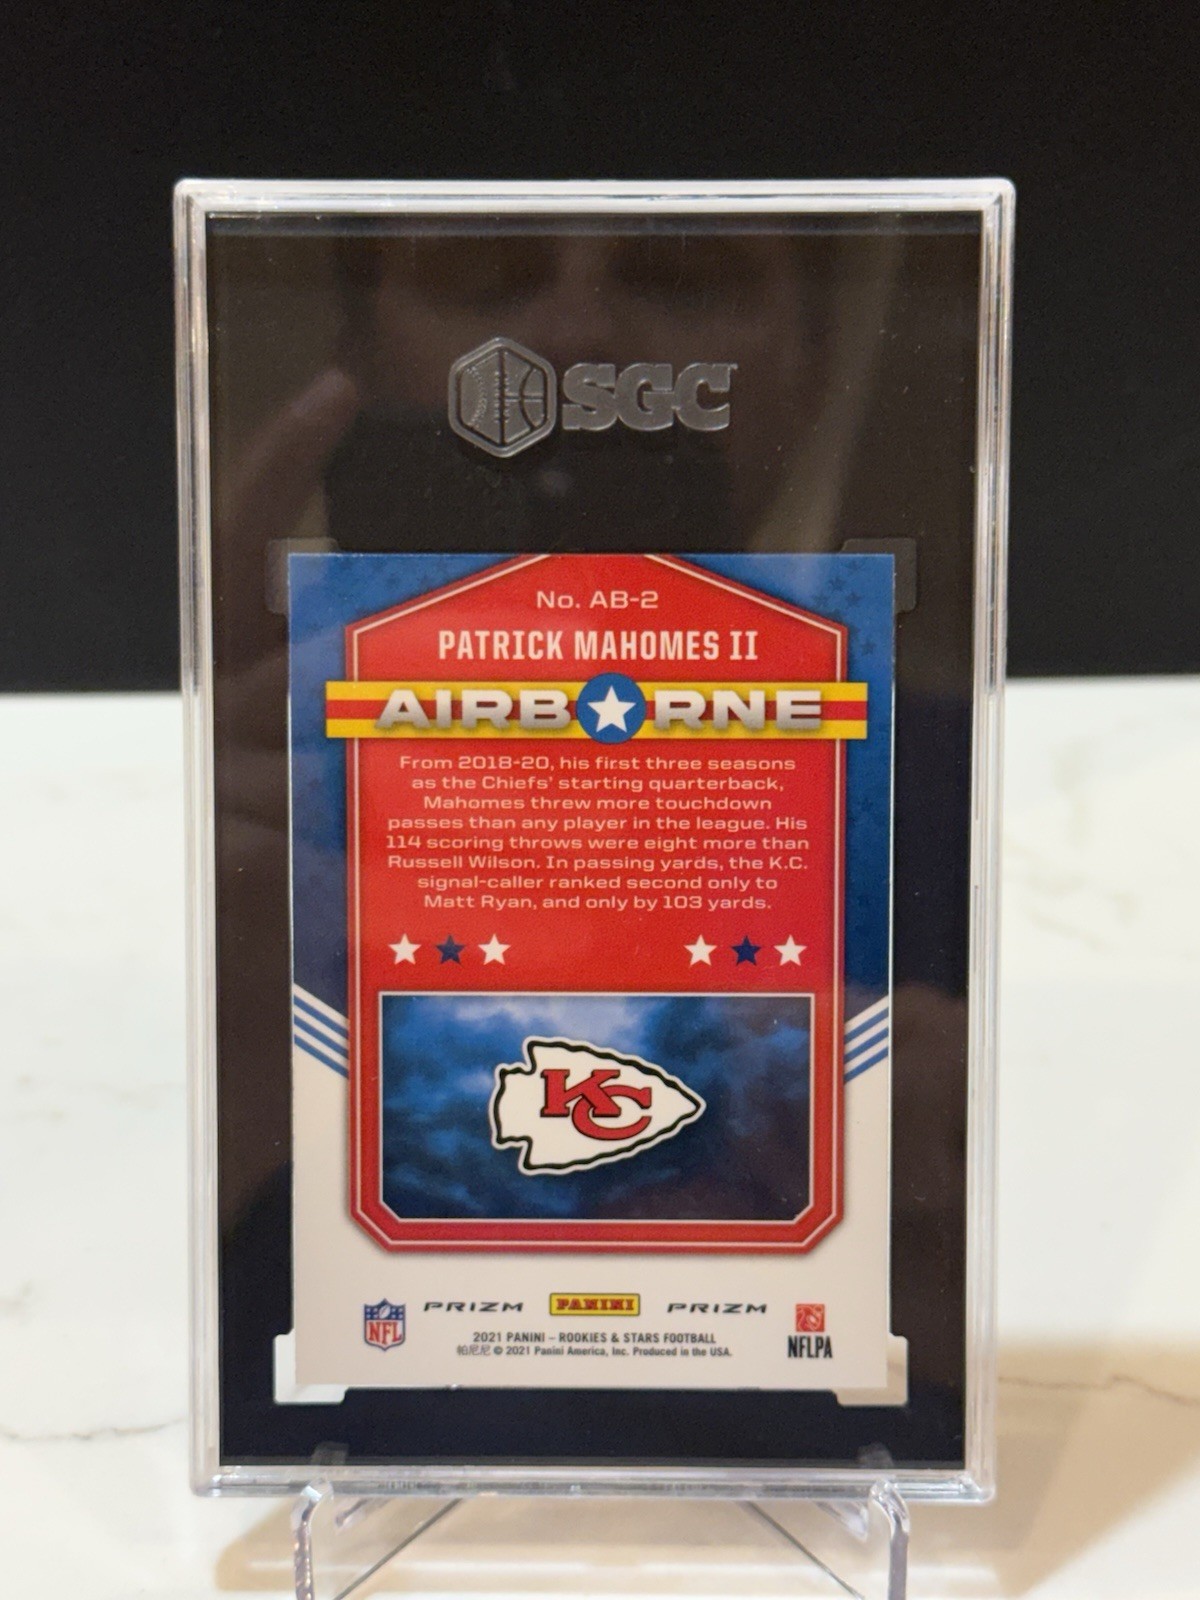 SGC
No. AB-2
PATRICK MAHOMES II
AIRBORNE
From 2018-20, his first three seasons
as the Chiefs' starting quarterback,
Mahomes threw more touchdown
passes than any player in the league. His
114 scoring throws were eight more than
Russell Wilson. In passing yards, the K.C.
signal-caller ranked second only to
Matt Ryan, and only by 103 yards.
KC
NFL PRIZM PANINI PRIZM NFLPA
2021 PANINI – ROOKIES & STARS FOOTBALL
帕尼尼 © 2021 Panini America, Inc. Produced in the USA.